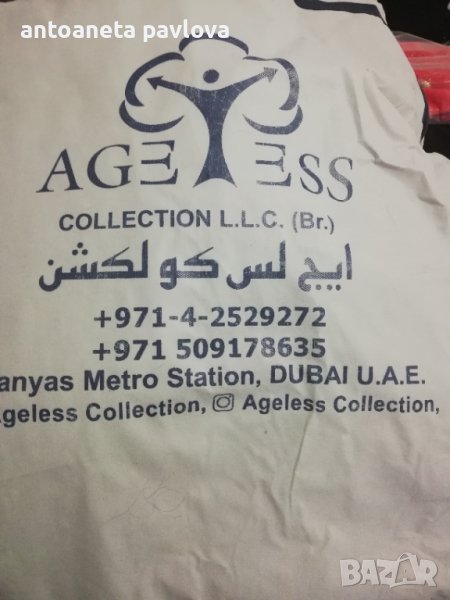 antoaneta pavlova
AGELESS
COLLECTION L.L.C. (Br.)
ايج لس كولكشن
+971-4-2529272
+971 509178635
anyas Metro Station, DUBAI U.A.E.
geless Collection, Ageless Collection,
BAZAR